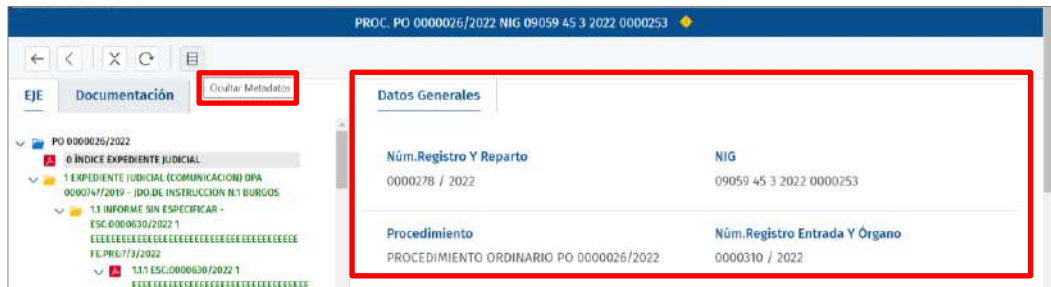 PROC. PO 0000026/2022 NIG 09059 45 3 2022 0000253
EJE
Documentación
Ocultar Metadatos
PO 0000026/2022
0 ÍNDICE EXPEDIENTE JUDICIAL
1 EXPEDIENTE JUDICIAL (COMUNICACION) DPA
0000747/2019 - JDO.DE INSTRUCCION N.1 BURGOS
1.1 INFORME SIN ESPECIFICAR -
ESC:0000630/2022 1
EEEEEEEEEEEEEEEEEEEEEEEEEEEEEEEEEEEEEEE
FE.PRE:7/3/2022
1.1.1 ESC:0000630/2022 1
Datos Generales
Núm.Registro Y Reparto
0000278 / 2022
NIG
09059 45 3 2022 0000253
Procedimiento
PROCEDIMIENTO ORDINARIO PO 0000026/2022
Núm.Registro Entrada Y Órgano
0000310 / 2022